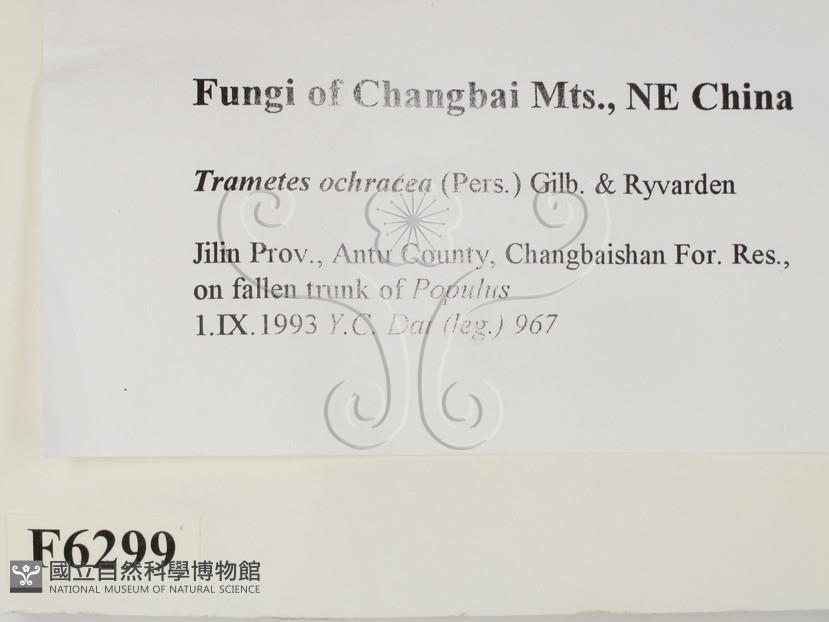 Fungi of Changbai Mts., NE China
Trametes ochracea (Pers.) Gilb. & Ryvarden
Jilin Prov., Antu County, Changbaishan For. Res.,
on fallen trunk of Populus
1.IX.1993 Y.C. Dai (leg.) 967
F6299
國立自然科學博物館
NATIONAL MUSEUM OF NATURAL SCIENCE